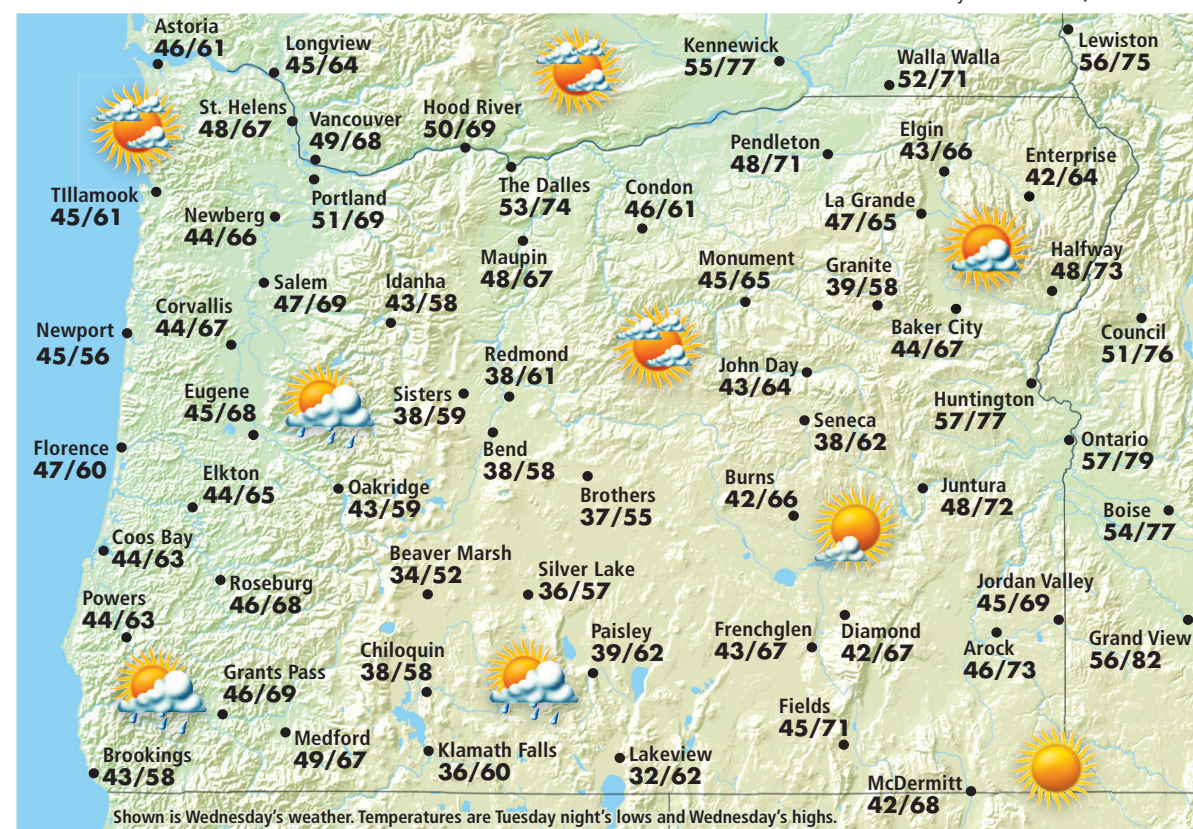 Astoria
46/61
Longview
45/64
Kennewick
55/77
Walla Walla
52/71
Lewiston
56/75
St. Helens
48/67
Vancouver
49/68
Hood River
50/69
Pendleton
48/71
Elgin
43/66
Enterprise
42/64
TIllamook
45/61
Portland
51/69
The Dalles
53/74
Condon
46/61
La Grande
47/65
Newberg
44/66
Maupin
48/67
Monument
45/65
Granite
39/58
Halfway
48/73
Salem
47/69
Idanha
43/58
Corvallis
44/67
Newport
45/56
Baker City
44/67
Council
51/76
Redmond
38/61
John Day
43/64
Eugene
45/68
Sisters
38/59
Huntington
57/77
Seneca
38/62
Florence
47/60
Bend
38/58
Ontario
57/79
Elkton
44/65
Oakridge
43/59
Brothers
37/55
Burns
42/66
Juntura
48/72
Boise
54/77
Coos Bay
44/63
Beaver Marsh
34/52
Silver Lake
36/57
Roseburg
46/68
Jordan Valley
45/69
Powers
44/63
Paisley
39/62
Frenchglen
43/67
Diamond
42/67
Arock
46/73
Grand View
56/82
Chiloquin
38/58
Grants Pass
46/69
Fields
45/71
Medford
49/67
Klamath Falls
36/60
Lakeview
32/62
Brookings
43/58
McDermitt
42/68
Shown is Wednesday's weather. Temperatures are Tuesday night's lows and Wednesday's highs.